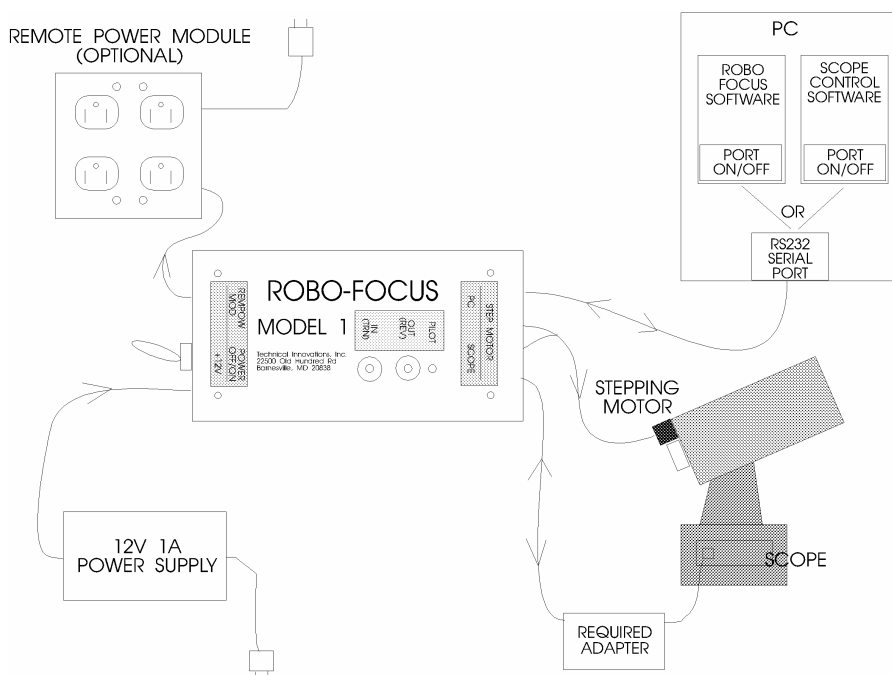 REMOTE POWER MODULE
(OPTIONAL)
PC
ROBO
FOCUS
SOFTWARE
SCOPE
CONTROL
SOFTWARE
PORT
ON/OFF
PORT
ON/OFF
OR
RS232
SERIAL
PORT
ROBO-FOCUS
MODEL 1
Technical Innovations, Inc.
22500 Old Hundred Rd
Barnesville, MD 20838
REMPOW
MOD
POWER
OFF/ON
+12V
IN
(TRN)
OUT
(REV)
PILOT
PC
STEP MOTOR
SCOPE
STEPPING
MOTOR
SCOPE
12V 1A
POWER SUPPLY
REQUIRED
ADAPTER